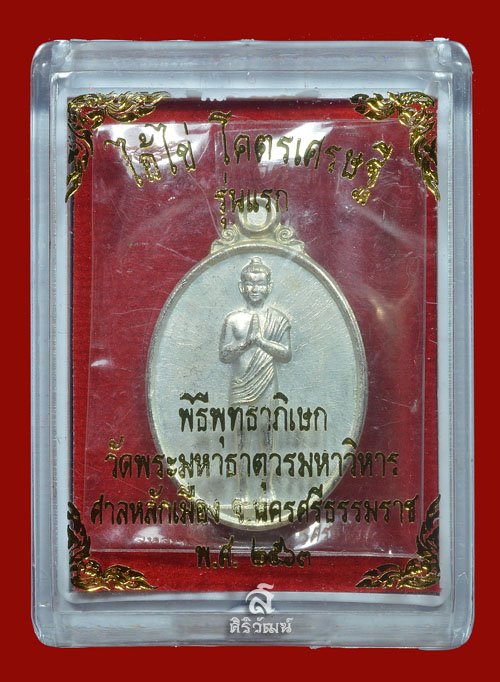 ไอ้ไข่ โคตรเศรษฐี
รุ่นแรก
พิธีพุทธาภิเษก
วัดพระมหาธาตุวรมหาวิหาร
ศาลหลักเมือง จ.นครศรีธรรมราช
พ.ศ. ๒๕๖๓
สิ
ศิริวัฒน์